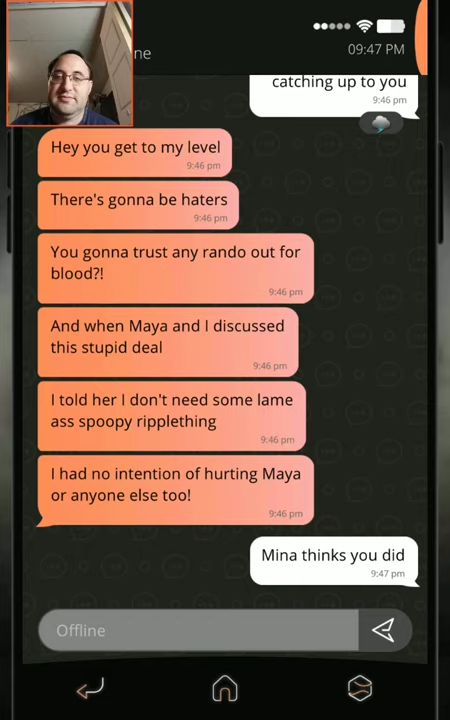 ne
09:47 PM
catching up to you
9:46 pm
Hey you get to my level
9:46 pm
There's gonna be haters
9:46 pm
You gonna trust any rando out for
blood?!
9:46 pm
And when Maya and I discussed
this stupid deal
9:46 pm
I told her I don't need some lame
ass spoopy ripplething
9:46 pm
I had no intention of hurting Maya
or anyone else too!
9:46 pm
Mina thinks you did
9:47 pm
Offline